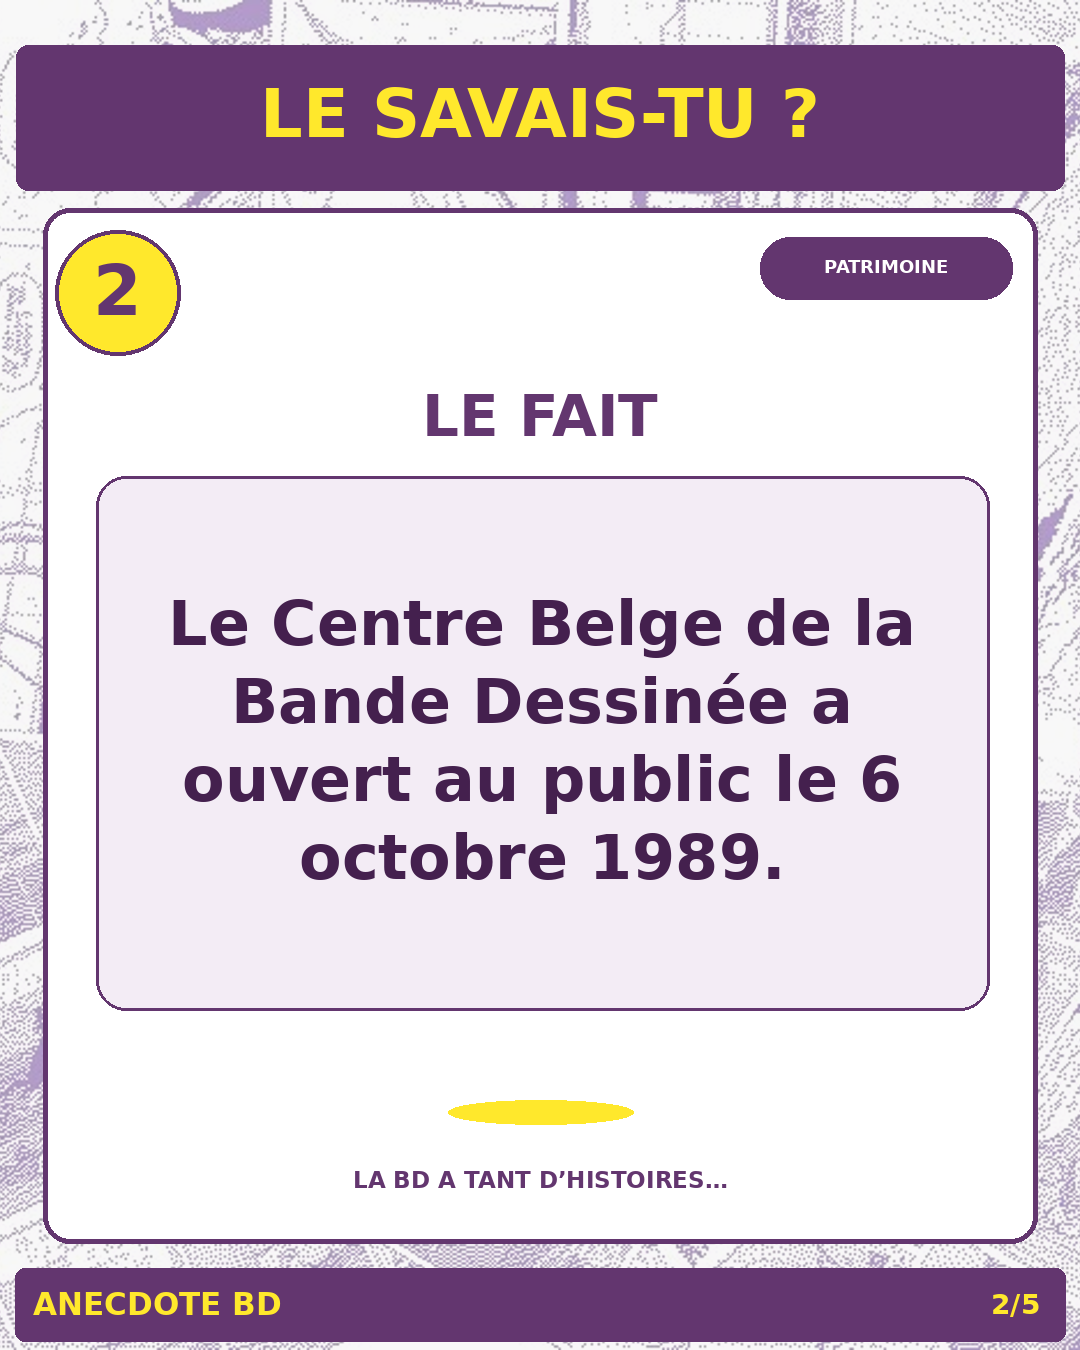 LE SAVAIS-TU ?
2
PATRIMOINE
LE FAIT
Le Centre Belge de la
Bande Dessinée a
ouvert au public le 6
octobre 1989.
LA BD A TANT D’HISTOIRES…
ANECDOTE BD
2/5